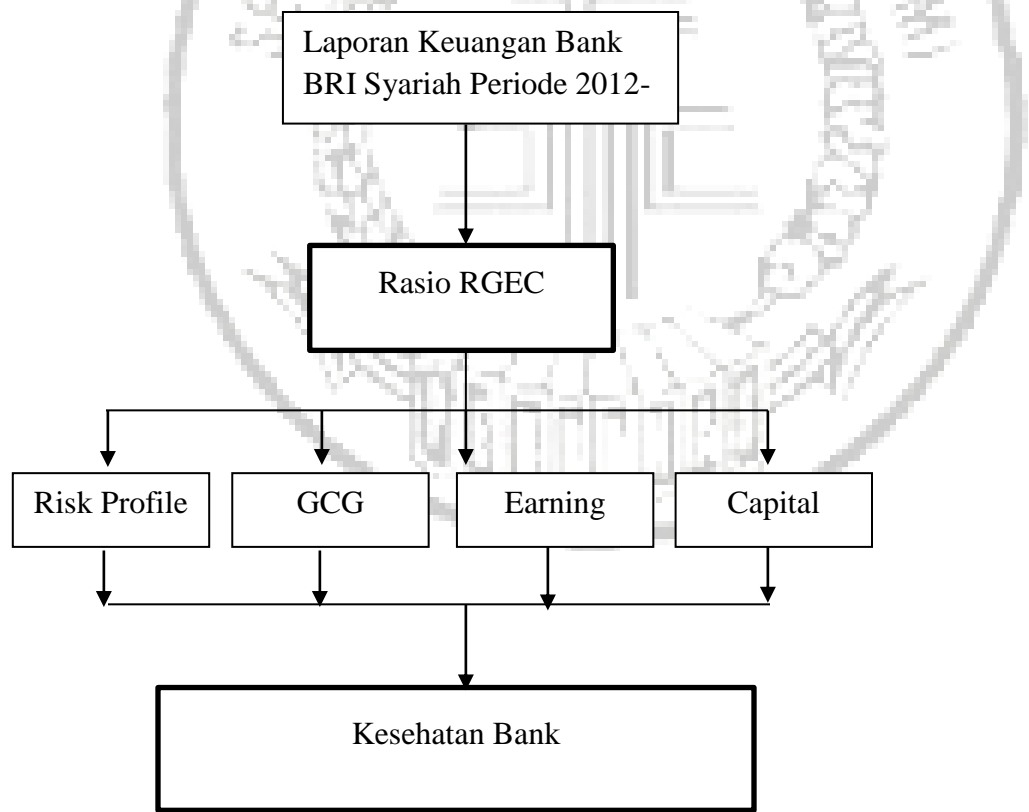 Laporan Keuangan Bank
BRI Syariah Periode 2012-
Rasio RGEC
Risk Profile
GCG
Earning
Capital
Kesehatan Bank